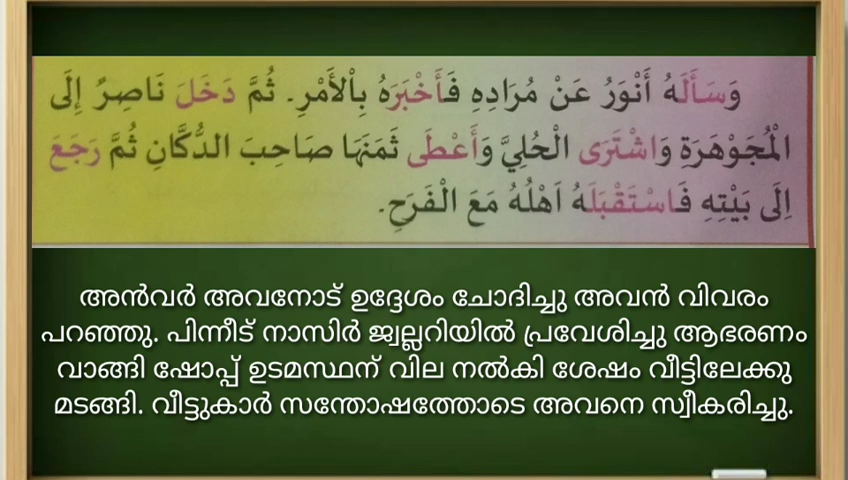 وَسَأَلَهُ أَنْوَرُ عَنْ مُرَادِهِ فَأَخْبَرَهُ بِاْلأَمْرِ۔ ثُمَّ دَخَلَ نَاصِرٌ إِلَى
الْمُجَوْهَرَةِ وَاشْتَرَى الْحُلِيَّ وَأَعْطَى ثَمَنَهَا صَاحِبَ الدُّكَّانِ ثُمَّ رَجَعَ
اِلَى بَيْتِهِ فَاسْتَقْبَلَهُ اَهْلُهُ مَعَ الْفَرَحِ۔
അൻവർ അവനോട് ഉദ്ദേശം ചോദിച്ചു അവൻ വിവരം
പറഞ്ഞു. പിന്നീട് നാസിർ ജ്വല്ലറിയിൽ പ്രവേശിച്ചു ആഭരണം
വാങ്ങി ഷോപ്പ് ഉടമസ്ഥന് വില നൽകി ശേഷം വീട്ടിലേക്കു
മടങ്ങി. വീട്ടുകാർ സന്തോഷത്തോടെ അവനെ സ്വീകരിച്ചു.